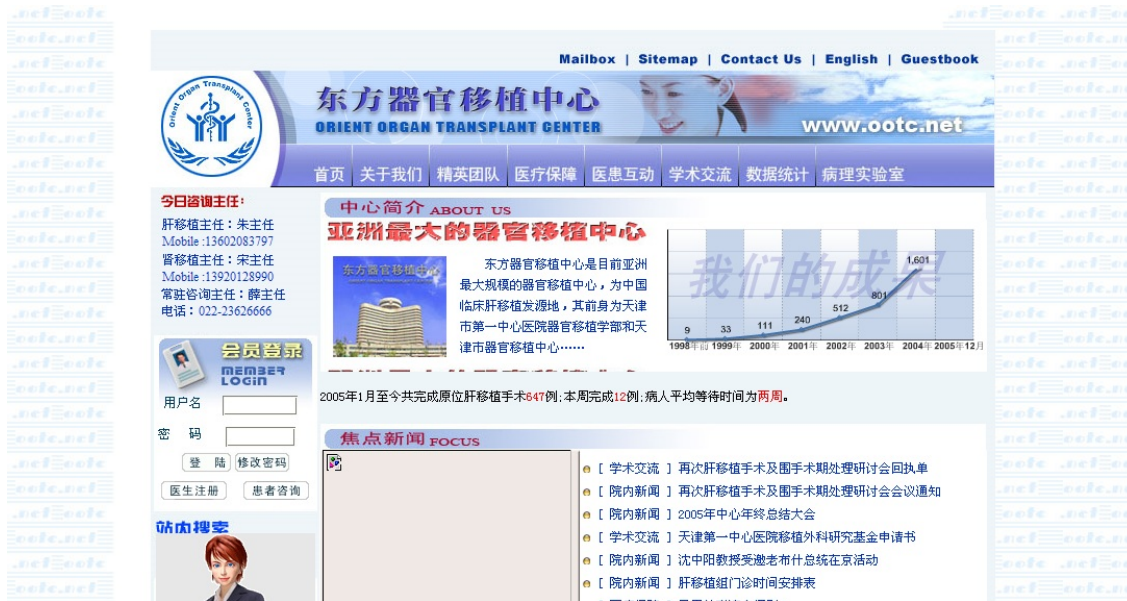 Mailbox | Sitemap | Contact Us | English | Guestbook
Orient Organ Transplant Center
东方器官移植中心
ORIENT ORGAN TRANSPLANT CENTER
www.ootc.net
首页 关于我们 精英团队 医疗保障 医患互动 学术交流 数据统计 病理实验室
今日咨询主任:
肝移植主任：朱主任
Mobile :13602083797
肾移植主任：宋主任
Mobile :13920128990
常驻咨询主任：薛主任
电话：022-23626666
会员登录
MEMBER
LOGIN
用户名
密 码
登 陆 修改密码
医生注册 患者咨询
站内搜索
中心简介 ABOUT US
亚洲最大的器官移植中心
东方器官移植中心
东方器官移植中心是目前亚洲
最大规模的器官移植中心，为中国
临床肝移植发源地，其前身为天津
市第一中心医院器官移植学部和天
津市器官移植中心……
我们的成果
9 33 111 240 512 801 1,601
1998年前 1999年 2000年 2001年 2002年 2003年 2004年 2005年12月
2005年1月至今共完成原位肝移植手术647例;本周完成12例;病人平均等待时间为两周。
焦点新闻 FOCUS
[ 学术交流 ] 再次肝移植手术及围手术期处理研讨会回执单
[ 院内新闻 ] 再次肝移植手术及围手术期处理研讨会会议通知
[ 院内新闻 ] 2005年中心年终总结大会
[ 学术交流 ] 天津第一中心医院移植外科研究基金申请书
[ 院内新闻 ] 沈中阳教授受邀老布什总统在京活动
[ 院内新闻 ] 肝移植组门诊时间安排表